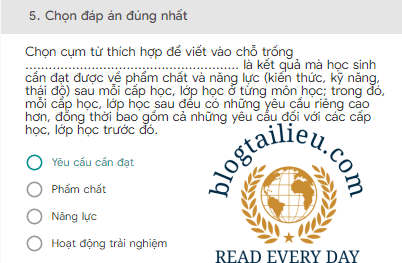 5. Chọn đáp án đúng nhất
Chọn cụm từ thích hợp để viết vào chỗ trống
...................................................... là kết quả mà học sinh
cần đạt được về phẩm chất và năng lực (kiến thức, kỹ năng,
thái độ) sau mỗi cấp học, lớp học ở từng môn học; trong đó,
mỗi cấp học, lớp học sau đều có những yêu cầu riêng cao
hơn, đồng thời bao gồm cả những yêu cầu đối với các cấp
học, lớp học trước đó.
Yêu cầu cần đạt
Phẩm chất
Năng lực
Hoạt động trải nghiệm
blogtailieu.com
READ EVERY DAY